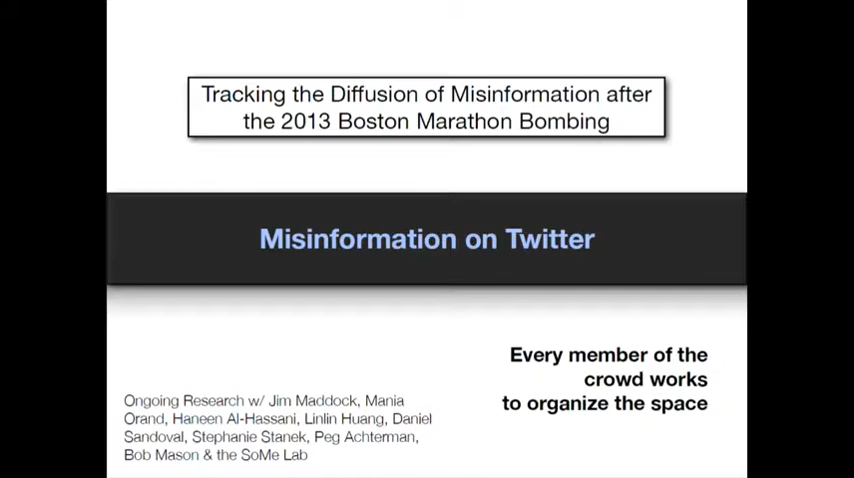 Tracking the Diffusion of Misinformation after
the 2013 Boston Marathon Bombing
Misinformation on Twitter
Every member of the
crowd works
to organize the space
Ongoing Research w/ Jim Maddock, Mania
Orand, Haneen Al-Hassani, Linlin Huang, Daniel
Sandoval, Stephanie Stanek, Peg Achterman,
Bob Mason & the SoMe Lab